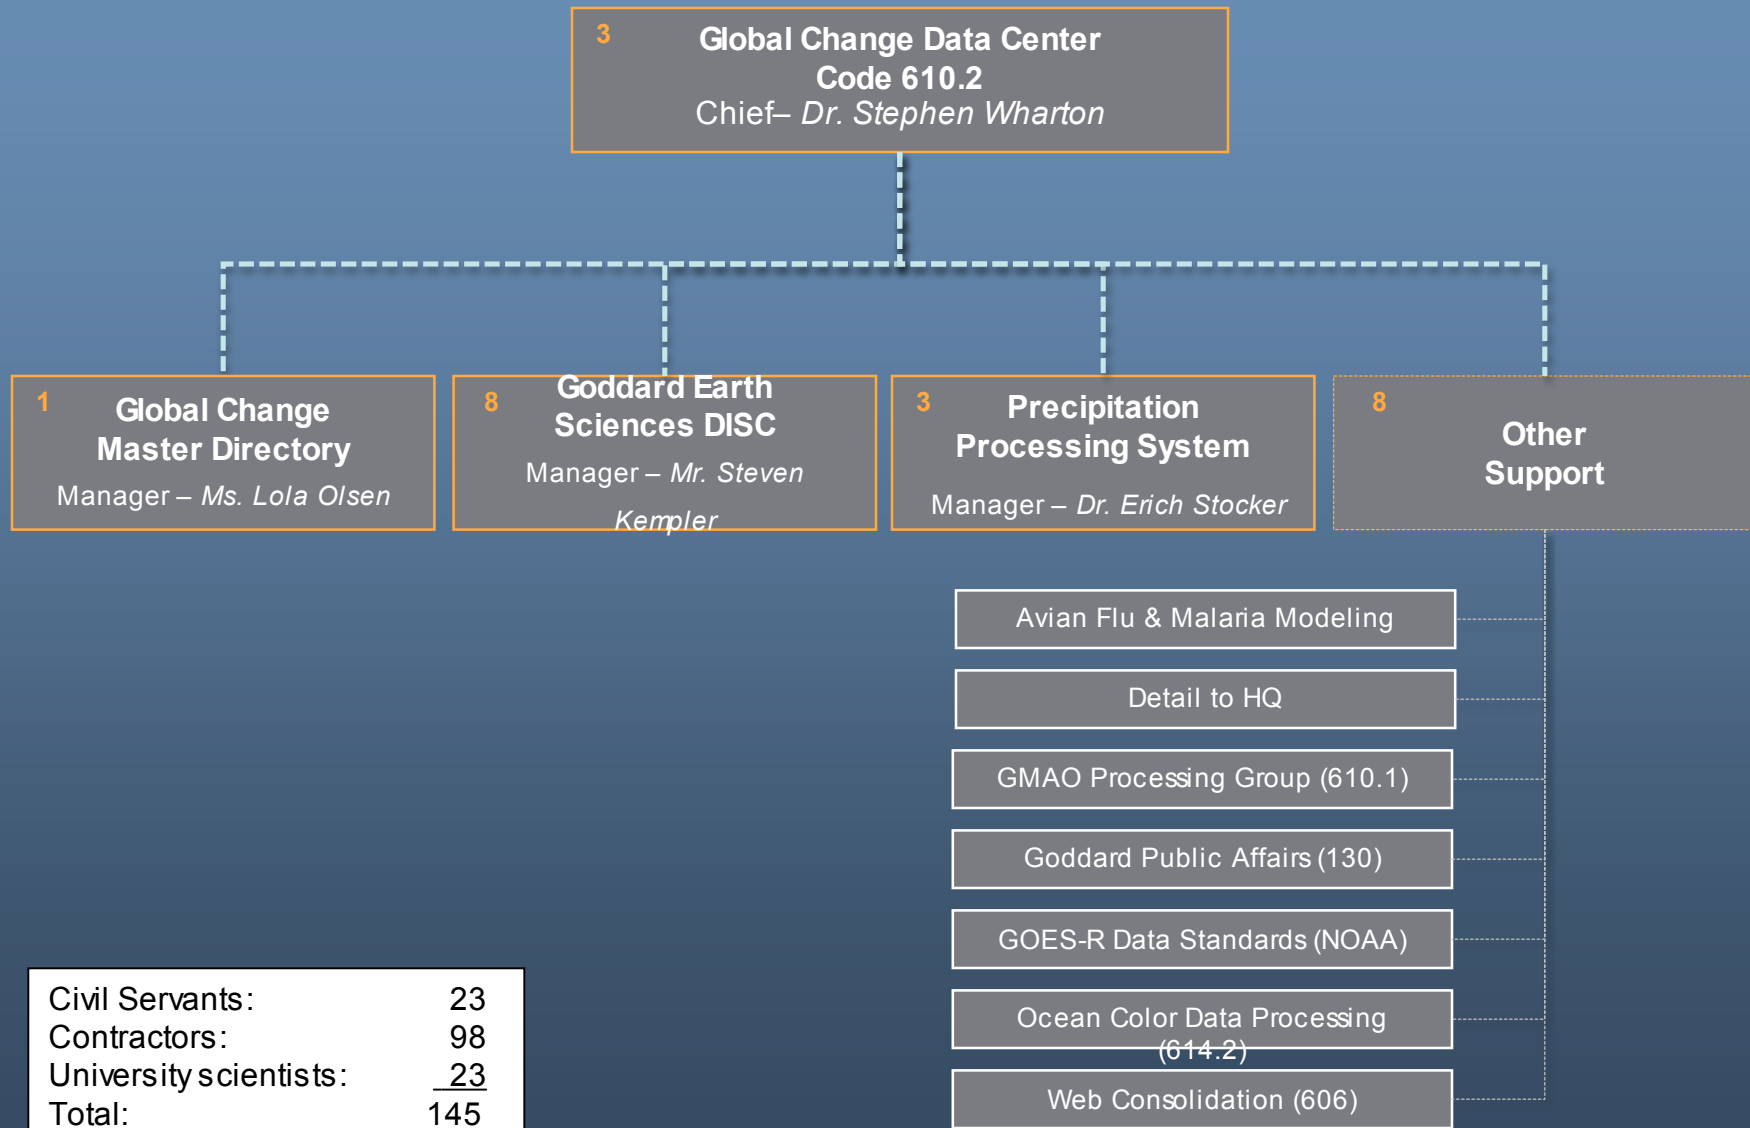 3
Global Change Data Center
Code 610.2
Chief– Dr. Stephen Wharton
1
Global Change
Master Directory
Manager – Ms. Lola Olsen
8
Goddard Earth
Sciences DISC
Manager – Mr. Steven
Kempler
3
Precipitation
Processing System
Manager – Dr. Erich Stocker
8
Other
Support
Avian Flu & Malaria Modeling
Detail to HQ
GMAO Processing Group (610.1)
Goddard Public Affairs (130)
GOES-R Data Standards (NOAA)
Ocean Color Data Processing
(614.2)
Web Consolidation (606)
Civil Servants: 23
Contractors: 98
University scientists: 23
Total: 145